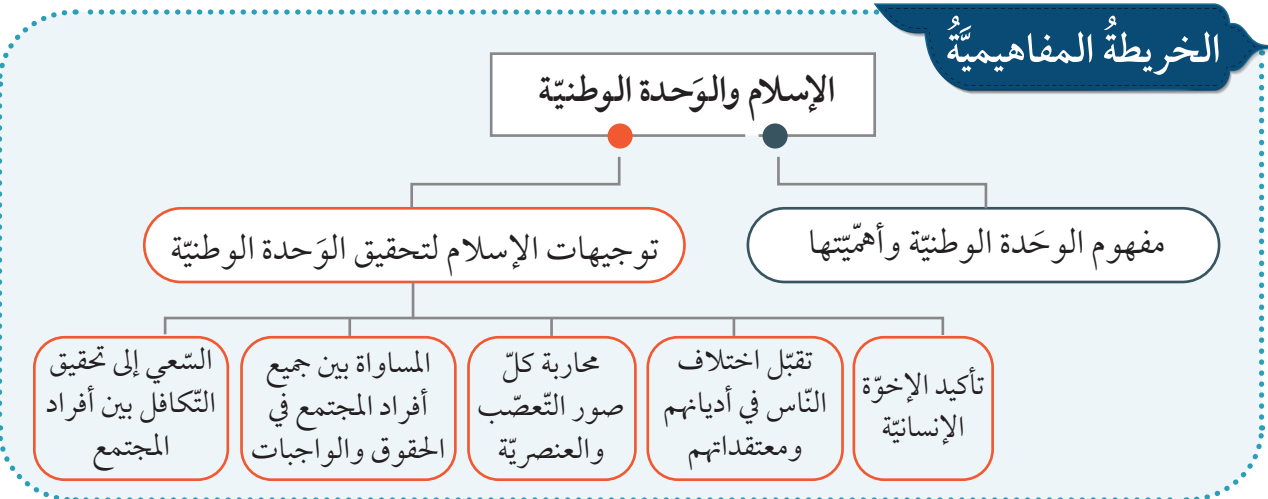 الخريطةُ المفاهيميَّةُ
الإسلام والوَحدة الوطنيّة
مفهوم الوحَدة الوطنيّة وأهمّيّتها
توجيهات الإسلام لتحقيق الوَحدة الوطنيّة
تأكيد الإخوّة
الإنسانيّة
تقبّل اختلاف
النّاس في أديانهم
ومعتقداتهم
محاربة كلّ
صور التّعصّب
والعنصريّة
المساواة بين جميع
أفراد المجتمع في
الحقوق والواجبات
السّعي إلى تحقيق
التّكافل بين أفراد
المجتمع